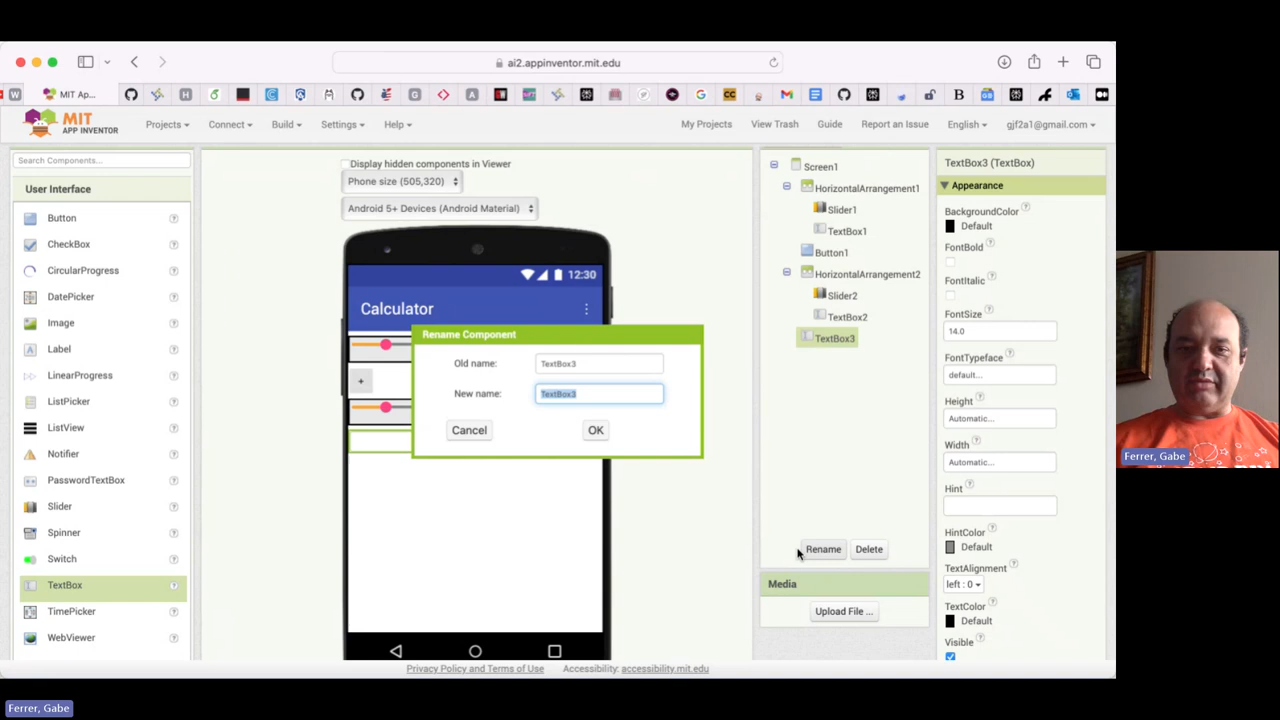 ai2.appinventor.mit.edu
W
MIT Ap...
MIT
APP INVENTOR
Projects
Connect
Build
Settings
Help
My Projects
View Trash
Guide
Report an Issue
English
gjf2a1@gmail.com
Search Components...
User Interface
Button
CheckBox
CircularProgress
DatePicker
Image
Label
LinearProgress
ListPicker
ListView
Notifier
PasswordTextBox
Slider
Spinner
Switch
TextBox
TimePicker
WebViewer
Display hidden components in Viewer
Phone size (505,320)
Android 5+ Devices (Android Material)
12:30
Calculator
+
Rename Component
Old name:
TextBox3
New name:
TextBox3
Cancel
OK
Screen1
HorizontalArrangement1
Slider1
TextBox1
Button1
HorizontalArrangement2
Slider2
TextBox2
TextBox3
Rename
Delete
Media
Upload File ...
TextBox3 (TextBox)
Appearance
BackgroundColor
Default
FontBold
FontItalic
FontSize
14.0
FontTypeface
default...
Height
Automatic...
Width
Automatic...
Hint
HintColor
Default
TextAlignment
left : 0
TextColor
Default
Visible
Privacy Policy and Terms of Use
Accessibility: accessibility.mit.edu
Ferrer, Gabe
Ferrer, Gabe